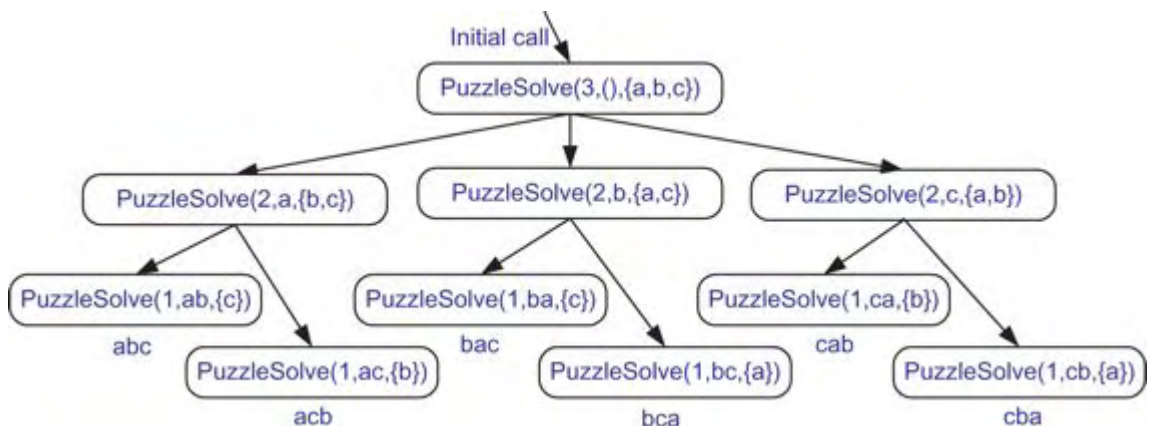 Initial call
PuzzleSolve(3,(),{a,b,c})
PuzzleSolve(2,a,{b,c})
PuzzleSolve(2,b,{a,c})
PuzzleSolve(2,c,{a,b})
PuzzleSolve(1,ab,{c})
PuzzleSolve(1,ba,{c})
PuzzleSolve(1,ca,{b})
abc
bac
cab
PuzzleSolve(1,ac,{b})
PuzzleSolve(1,bc,{a})
PuzzleSolve(1,cb,{a})
acb
bca
cba